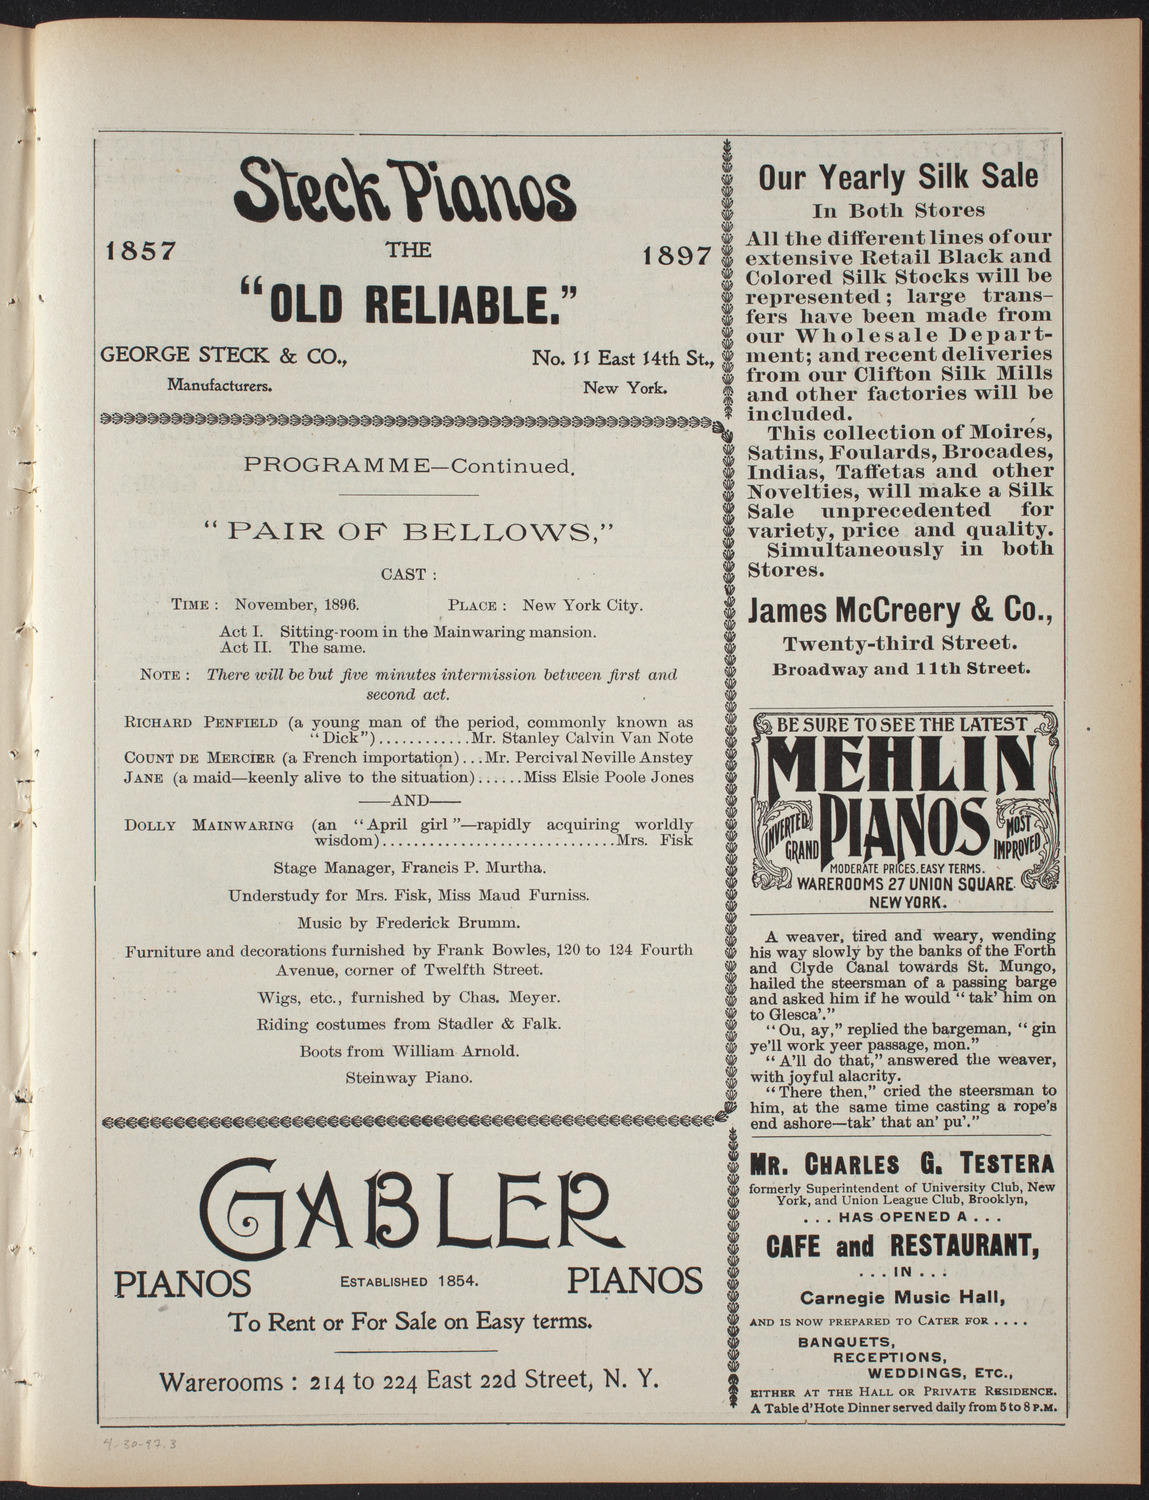 Steck Pianos
1857 THE 1897
"OLD RELIABLE."
GEORGE STECK & CO., No. 11 East 14th St.,
Manufacturers. New York.
PROGRAMME—Continued.
"PAIR OF BELLOWS,"
CAST :
TIME : November, 1896. PLACE : New York City.
Act I. Sitting-room in the Mainwaring mansion.
Act II. The same.
NOTE : There will be but five minutes intermission between first and
second act.
RICHARD PENFIELD (a young man of the period, commonly known as
"Dick")............Mr. Stanley Calvin Van Note
COUNT DE MERCIER (a French importation)...Mr. Percival Neville Anstey
JANE (a maid—keenly alive to the situation)......Miss Elsie Poole Jones
——AND——
DOLLY MAINWARING (an "April girl"—rapidly acquiring worldly
wisdom).............................Mrs. Fisk
Stage Manager, Francis P. Murtha.
Understudy for Mrs. Fisk, Miss Maud Furniss.
Music by Frederick Brumm.
Furniture and decorations furnished by Frank Bowles, 120 to 124 Fourth
Avenue, corner of Twelfth Street.
Wigs, etc., furnished by Chas. Meyer.
Riding costumes from Stadler & Falk.
Boots from William Arnold.
Steinway Piano.
GABLER
PIANOS ESTABLISHED 1854. PIANOS
To Rent or For Sale on Easy terms.
Warerooms : 214 to 224 East 22d Street, N. Y.
Our Yearly Silk Sale
In Both Stores
All the different lines of our
extensive Retail Black and
Colored Silk Stocks will be
represented; large trans-
fers have been made from
our Wholesale Depart-
ment; and recent deliveries
from our Clifton Silk Mills
and other factories will be
included.
This collection of Moirés,
Satins, Foulards, Brocades,
Indias, Taffetas and other
Novelties, will make a Silk
Sale unprecedented for
variety, price and quality.
Simultaneously in both
Stores.
James McCreery & Co.,
Twenty-third Street.
Broadway and 11th Street.
BE SURE TO SEE THE LATEST
MEHLIN
PIANOS
INVERTED GRAND
MOST IMPROVED
MODERATE PRICES. EASY TERMS.
WAREROOMS 27 UNION SQUARE
NEW YORK.
A weaver, tired and weary, wending
his way slowly by the banks of the Forth
and Clyde Canal towards St. Mungo,
hailed the steersman of a passing barge
and asked him if he would "tak' him on
to Glesca'."
"Ou, ay," replied the bargeman, "gin
ye'll work yeer passage, mon."
"A'll do that," answered the weaver,
with joyful alacrity.
"There then," cried the steersman to
him, at the same time casting a rope's
end ashore—tak' that an' pu'."
MR. CHARLES G. TESTERA
formerly Superintendent of University Club, New
York, and Union League Club, Brooklyn,
... HAS OPENED A ...
CAFE and RESTAURANT,
... IN ...
Carnegie Music Hall,
AND IS NOW PREPARED TO CATER FOR ....
BANQUETS,
RECEPTIONS,
WEDDINGS, ETC.,
EITHER AT THE HALL OR PRIVATE RESIDENCE.
A Table d'Hote Dinner served daily from 5 to 8 P.M.
4-30-97.3